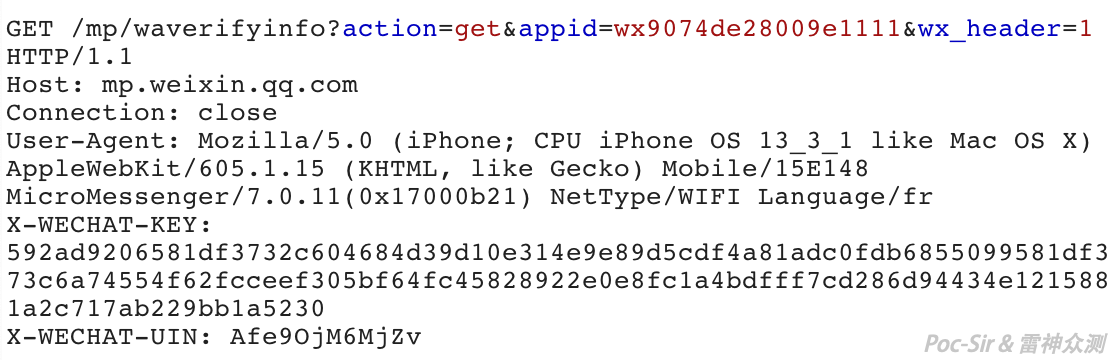 GET /mp/waverifyinfo?action=get&appid=wx9074de28009e1111&wx_header=1
HTTP/1.1
Host: mp.weixin.qq.com
Connection: close
User-Agent: Mozilla/5.0 (iPhone; CPU iPhone OS 13_3_1 like Mac OS X)
AppleWebKit/605.1.15 (KHTML, like Gecko) Mobile/15E148
MicroMessenger/7.0.11(0x17000b21) NetType/WIFI Language/fr
X-WECHAT-KEY:
592ad9206581df3732c604684d39d10e314e9e89d5cdf4a81adc0fdb6855099581df3
73c6a74554f62fcceef305bf64fc45828922e0e8fc1a4bdfff7cd286d94434e121588
1a2c717ab229bb1a5230
X-WECHAT-UIN: Afe9OjM6MjZv
Poc-Sir & 雷神众测